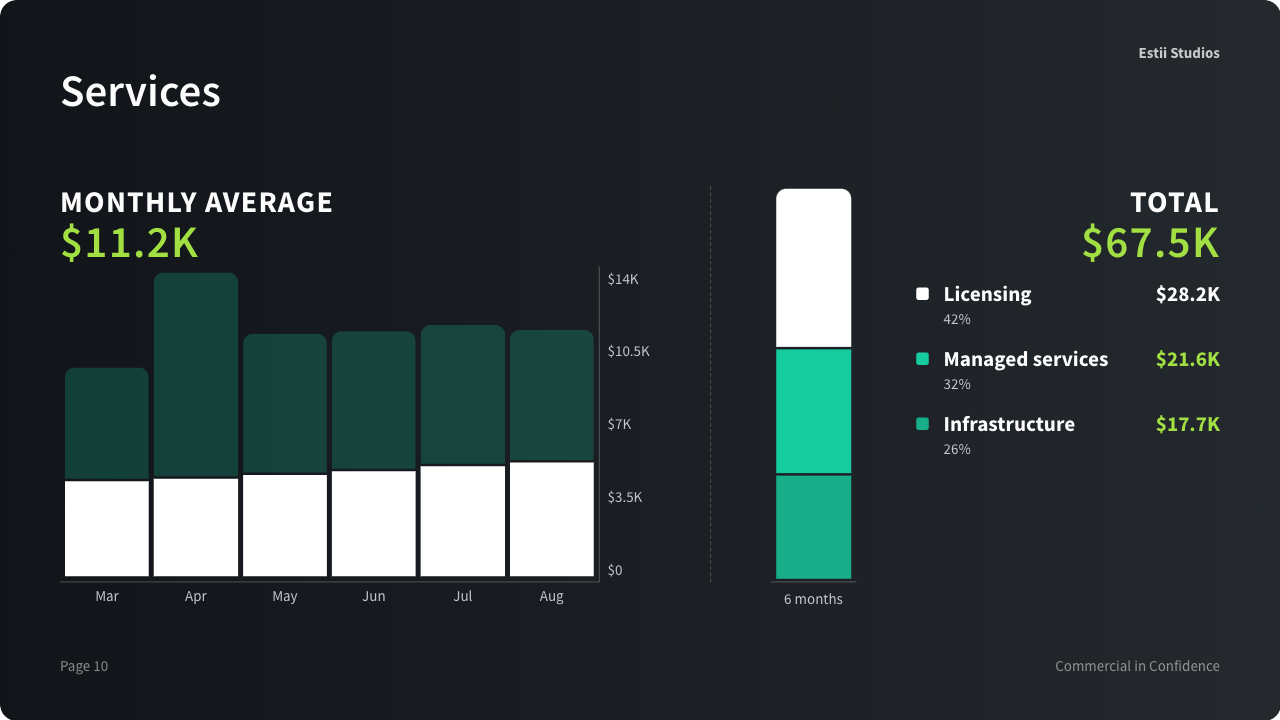 Estii Studios
Services
MONTHLY AVERAGE
$11.2K
$14K
$10.5K
$7K
$3.5K
$0
Mar Apr May Jun Jul Aug
6 months
TOTAL
$67.5K
Licensing $28.2K
42%
Managed services $21.6K
32%
Infrastructure $17.7K
26%
Page 10
Commercial in Confidence